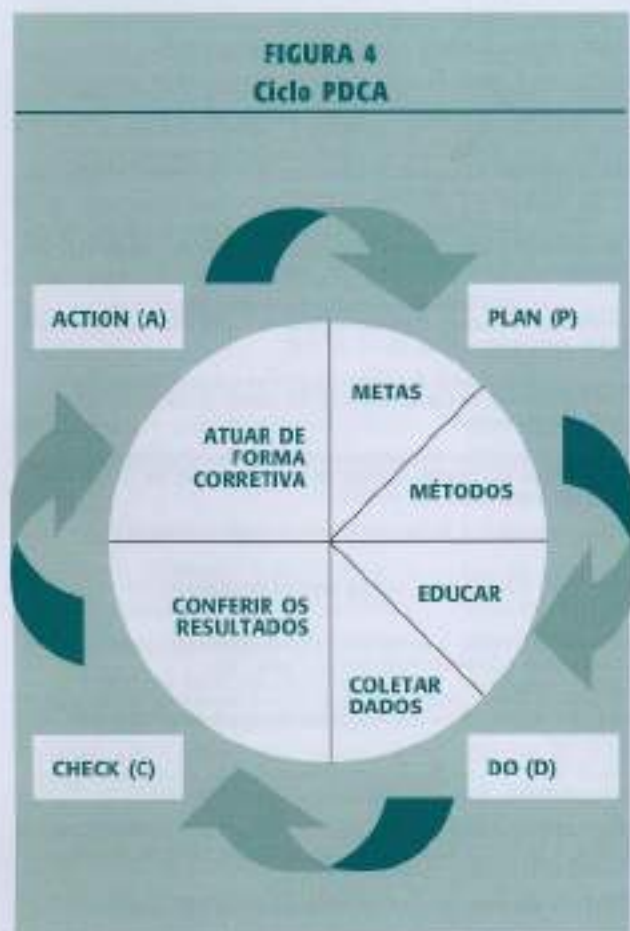 FIGURA 4
Ciclo PDCA
ACTION (A)
PLAN (P)
METAS
ATUAR DE
FORMA
CORRETIVA
MÉTODOS
EDUCAR
CONFERIR OS
RESULTADOS
COLETAR
DADOS
CHECK (C)
DO (D)